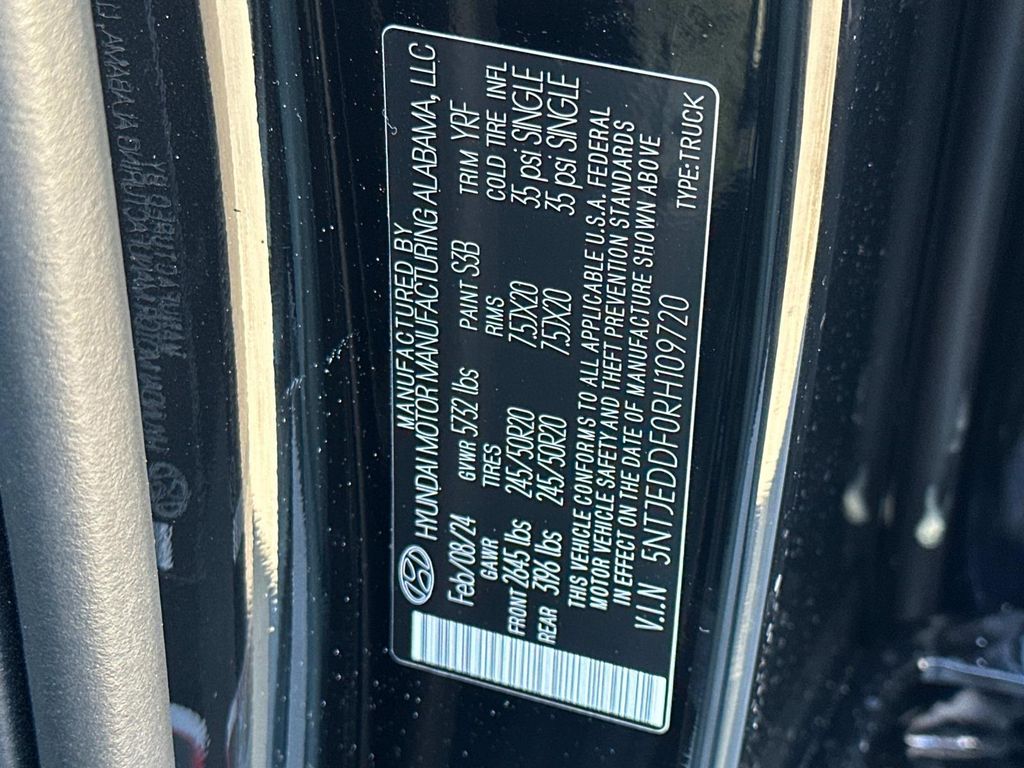 MANUFACTURED BY
HYUNDAI MOTOR MANUFACTURING ALABAMA, LLC
Feb/08/24 GVWR 5732 lbs PAINT S3B TRIM YRF
GAWR TIRES RIMS COLD TIRE INFL
FRONT 2645 lbs 245/50R20 7.5JX20 35 psi SINGLE
REAR 3196 lbs 245/50R20 7.5JX20 35 psi SINGLE
THIS VEHICLE CONFORMS TO ALL APPLICABLE U.S.A. FEDERAL
MOTOR VEHICLE SAFETY AND THEFT PREVENTION STANDARDS
IN EFFECT ON THE DATE OF MANUFACTURE SHOWN ABOVE
V.I.N 5NTJEDDF0RH109720 TYPE:TRUCK